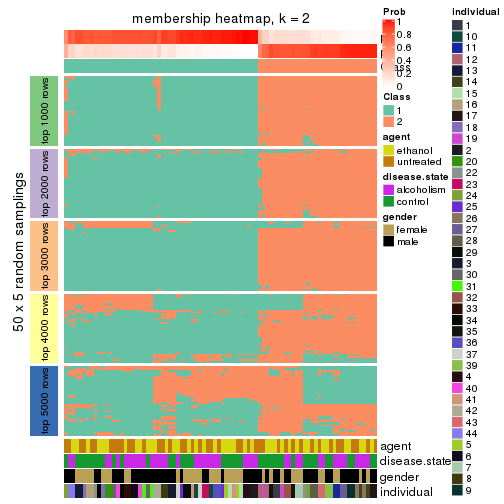 membership heatmap, k = 2
50 x 5 random samplings
top 1000 rows
top 2000 rows
top 3000 rows
top 4000 rows
top 5000 rows
p
p
Class
agent
disease.state
gender
individual
Prob
1
0.8
0.6
0.4
0.2
0
Class
1
2
agent
ethanol
untreated
disease.state
akoholism
control
gender
female
male
individual
1
10
11
12
13
14
15
16
17
18
19
2
20
22
23
24
25
26
27
28
29
3
30
31
32
33
34
35
36
37
39
4
40
41
42
43
44
5
6
7
8
9